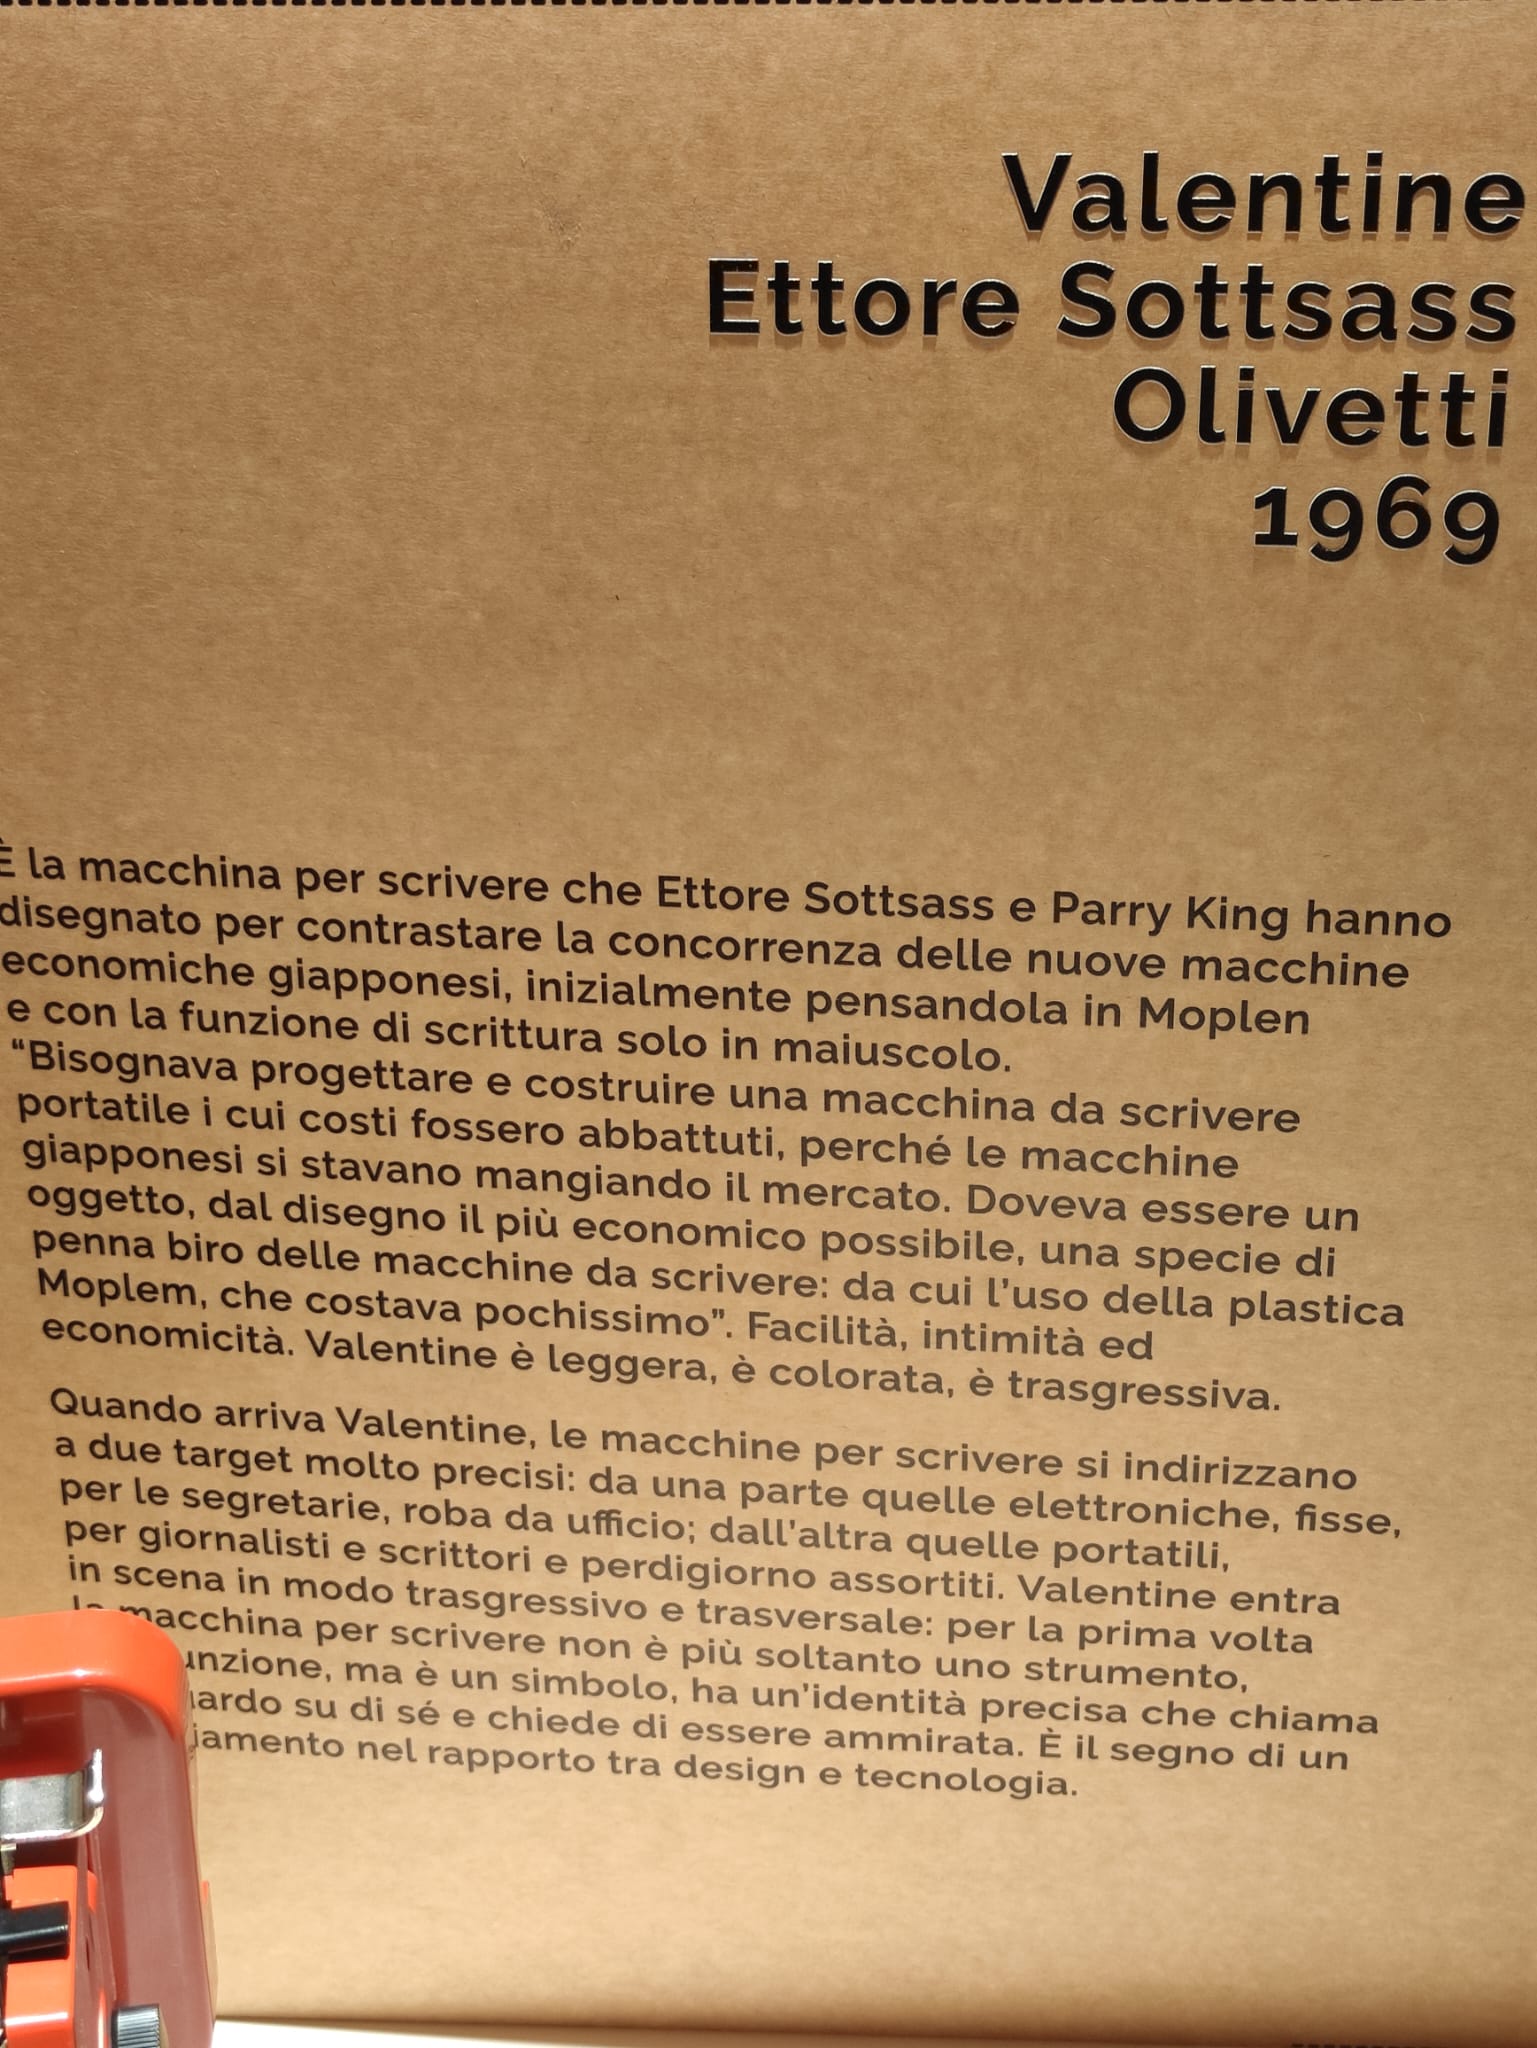 Valentine
Ettore Sottsass
Olivetti
1969
È la macchina per scrivere che Ettore Sottsass e Parry King hanno
disegnato per contrastare la concorrenza delle nuove macchine
economiche giapponesi, inizialmente pensandola in Moplen
e con la funzione di scrittura solo in maiuscolo.
“Bisognava progettare e costruire una macchina da scrivere
portatile i cui costi fossero abbattuti, perché le macchine
giapponesi si stavano mangiando il mercato. Doveva essere un
oggetto, dal disegno il più economico possibile, una specie di
penna biro delle macchine da scrivere: da cui l’uso della plastica
Moplem, che costava pochissimo”. Facilità, intimità ed
economicità. Valentine è leggera, è colorata, è trasgressiva.
Quando arriva Valentine, le macchine per scrivere si indirizzano
a due target molto precisi: da una parte quelle elettroniche, fisse,
per le segretarie, roba da ufficio; dall’altra quelle portatili,
per giornalisti e scrittori e perdigiorno assortiti. Valentine entra
in scena in modo trasgressivo e trasversale: per la prima volta
la macchina per scrivere non è più soltanto uno strumento,
ma è un simbolo, ha un’identità precisa che chiama
su di sé e chiede di essere ammirata. È il segno di un
nel rapporto tra design e tecnologia.